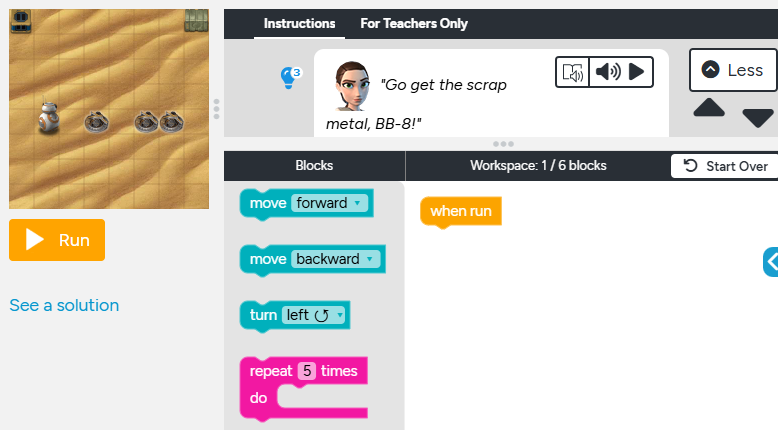 Instructions For Teachers Only
3
"Go get the scrap
metal, BB-8!"
Less
Blocks Workspace: 1 / 6 blocks Start Over
move forward
when run
Run
move backward
See a solution
turn left
repeat 5 times
do